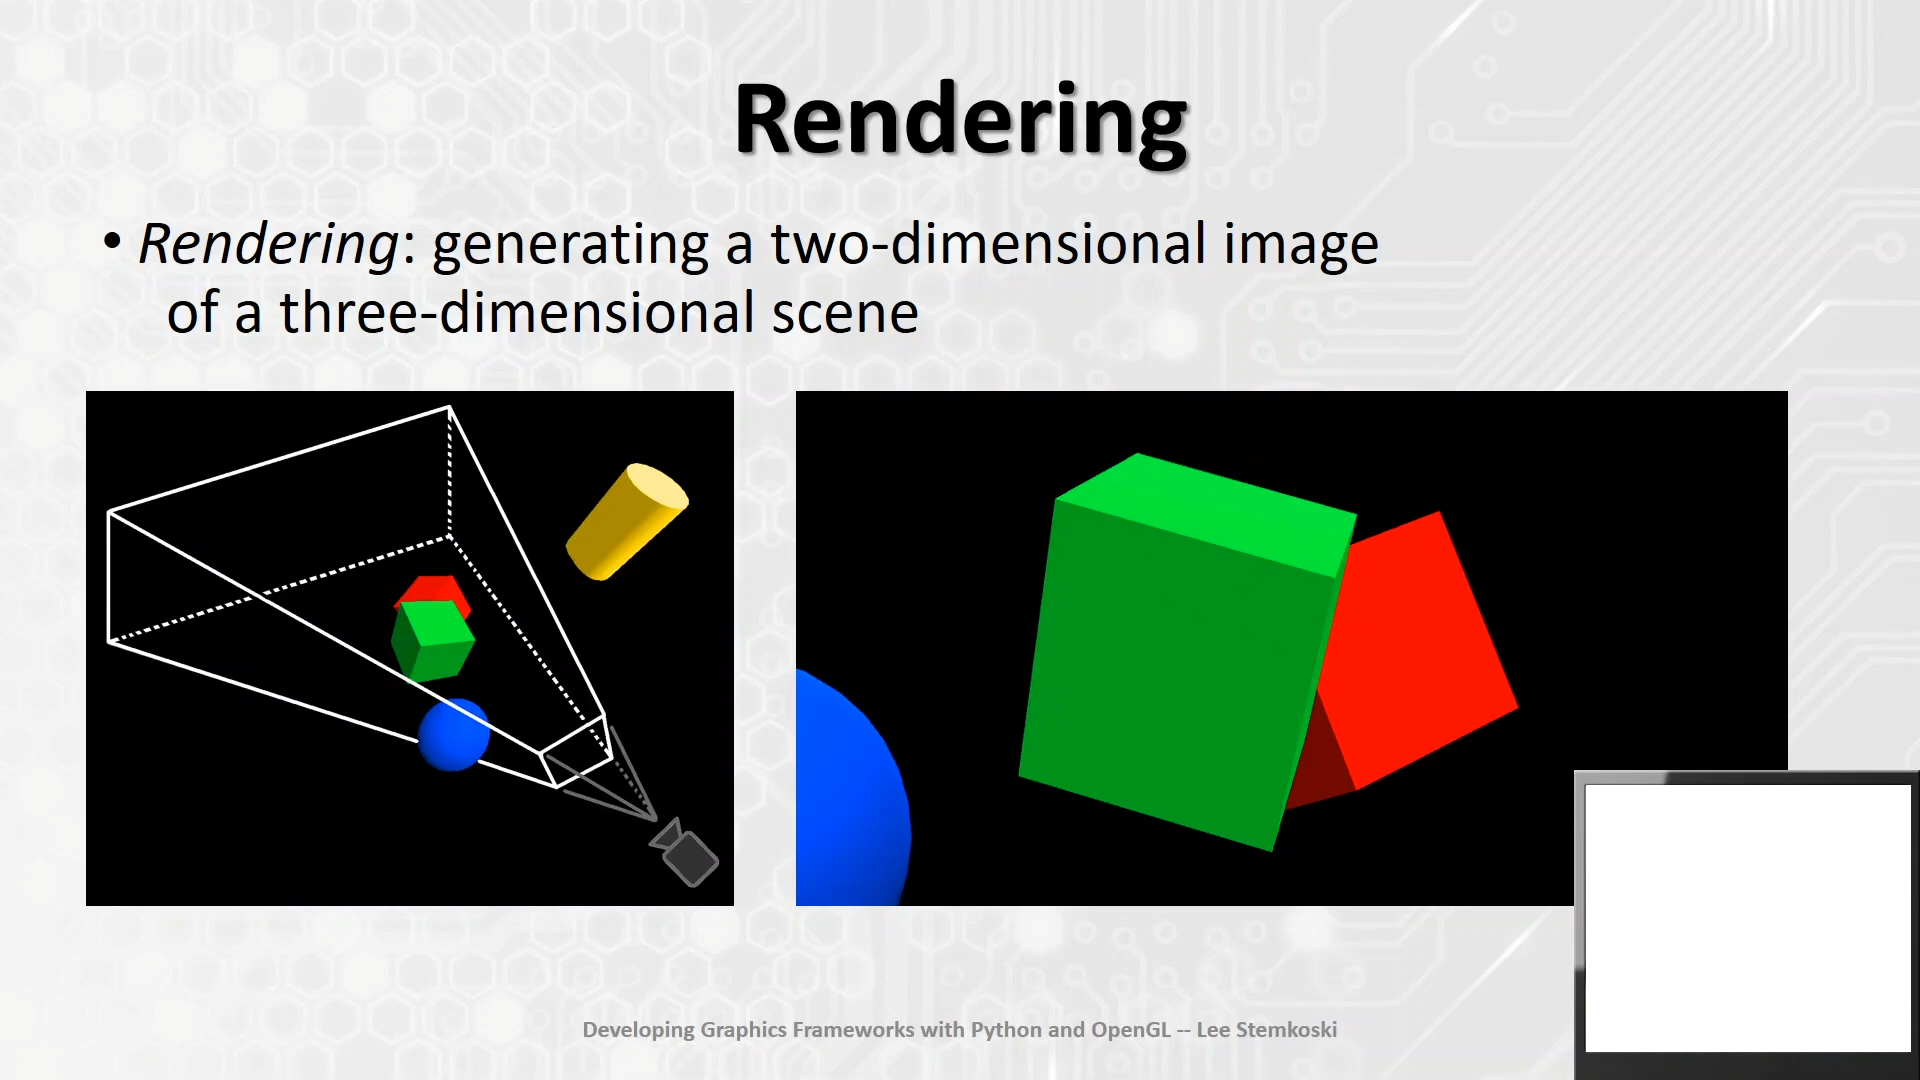 Rendering
• Rendering: generating a two-dimensional image
of a three-dimensional scene
Developing Graphics Frameworks with Python and OpenGL -- Lee Stemkoski